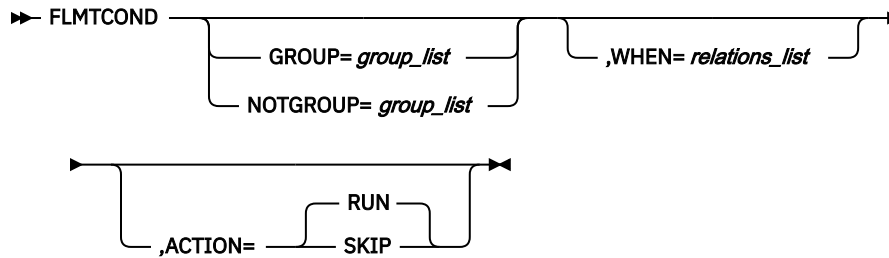 FLMTCOND
GROUP= group_list
NOTGROUP= group_list
,WHEN= relations_list
,ACTION=
RUN
SKIP